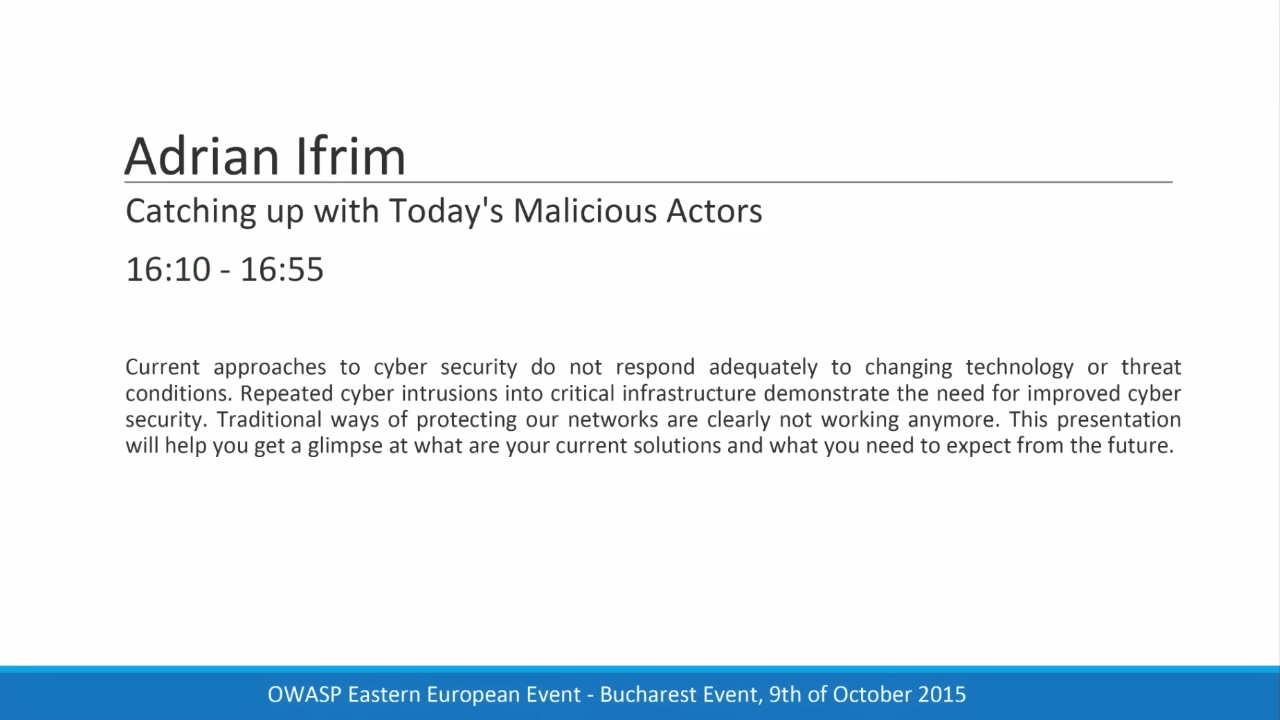 Adrian Ifrim
Catching up with Today's Malicious Actors
16:10 - 16:55
Current approaches to cyber security do not respond adequately to changing technology or threat
conditions. Repeated cyber intrusions into critical infrastructure demonstrate the need for improved cyber
security. Traditional ways of protecting our networks are clearly not working anymore. This presentation
will help you get a glimpse at what are your current solutions and what you need to expect from the future.
OWASP Eastern European Event - Bucharest Event, 9th of October 2015